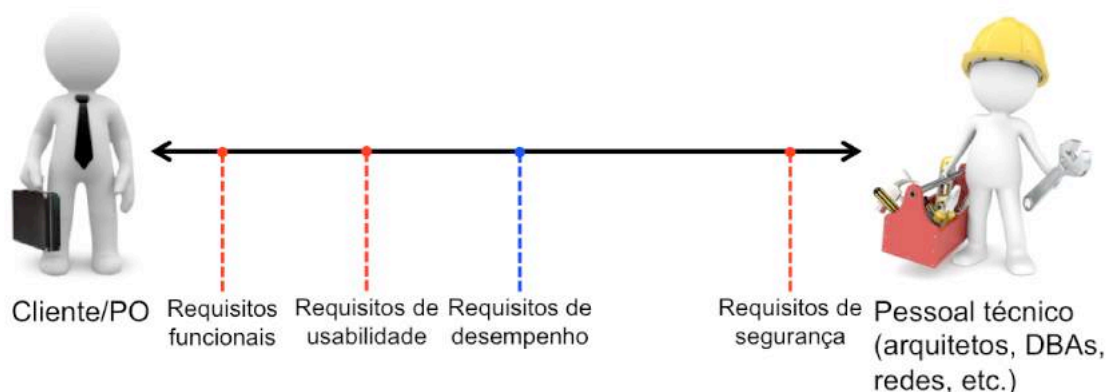 Cliente/PO
Requisitos
funcionais
Requisitos de
usabilidade
Requisitos de
desempenho
Requisitos de
segurança
Pessoal técnico
(arquitetos, DBAs,
redes, etc.)